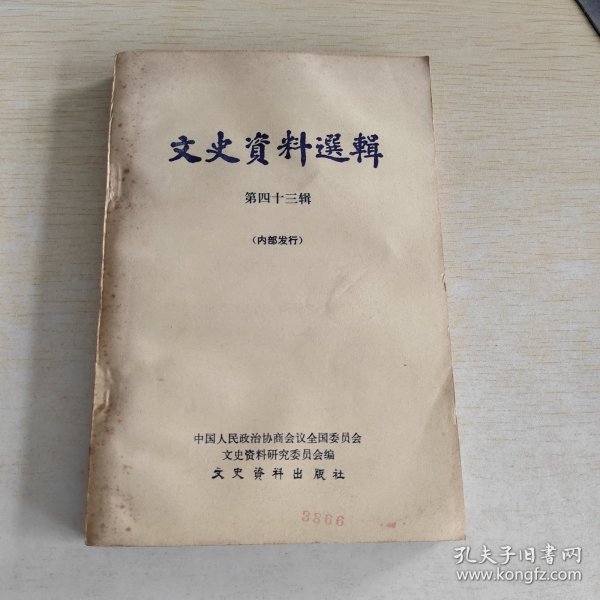 文史資料選輯
第四十三辑
（内部发行）
中国人民政治协商会议全国委员会
文史资料研究委员会编
文史资料出版社
3866
孔夫子旧書网
www.kongfz.com